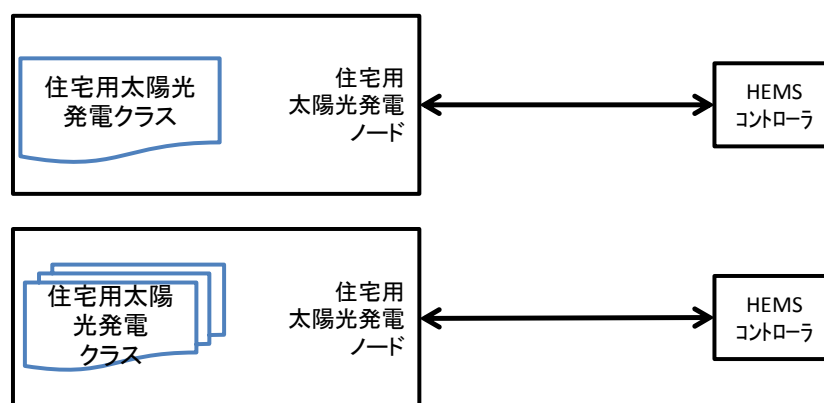 住宅用太陽光
発電クラス
住宅用
太陽光発電
ノード
HEMS
コントローラ
住宅用太陽
光発電
クラス
住宅用
太陽光発電
ノード
HEMS
コントローラ